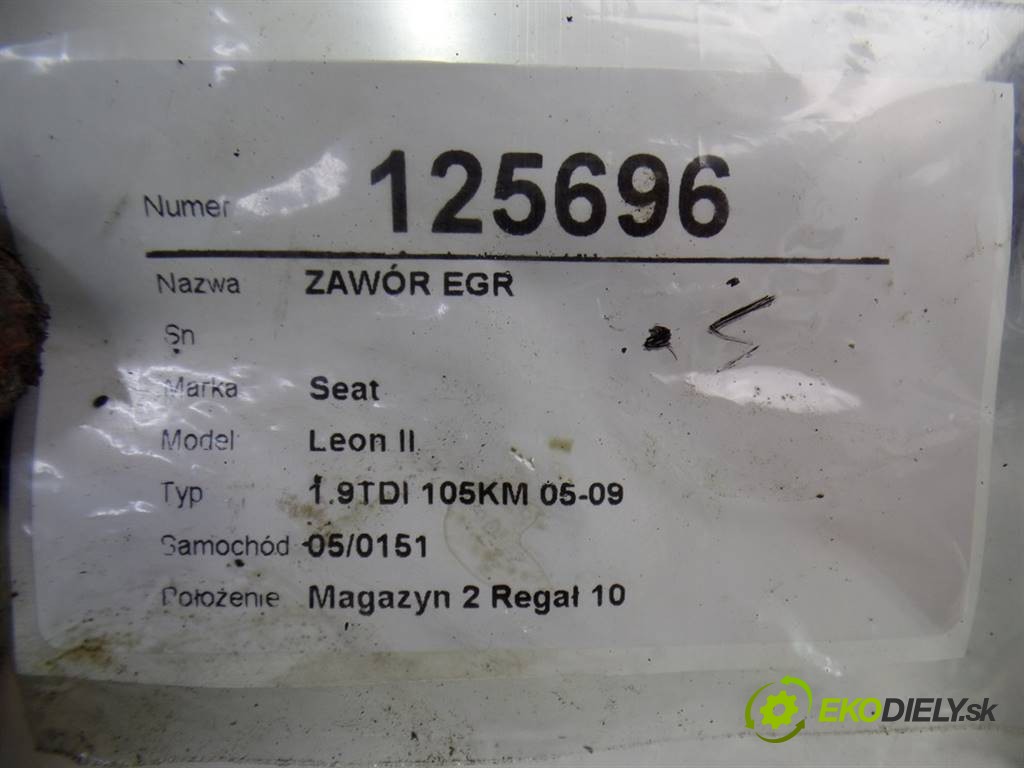 Numer 125696
Nazwa ZAWÓR EGR
Sn
Marka Seat
Model Leon II
Typ 1.9TDI 105KM 05-09
Samochód 05/0151
Położenie Magazyn 2 Regał 10
EKODIELY.sk